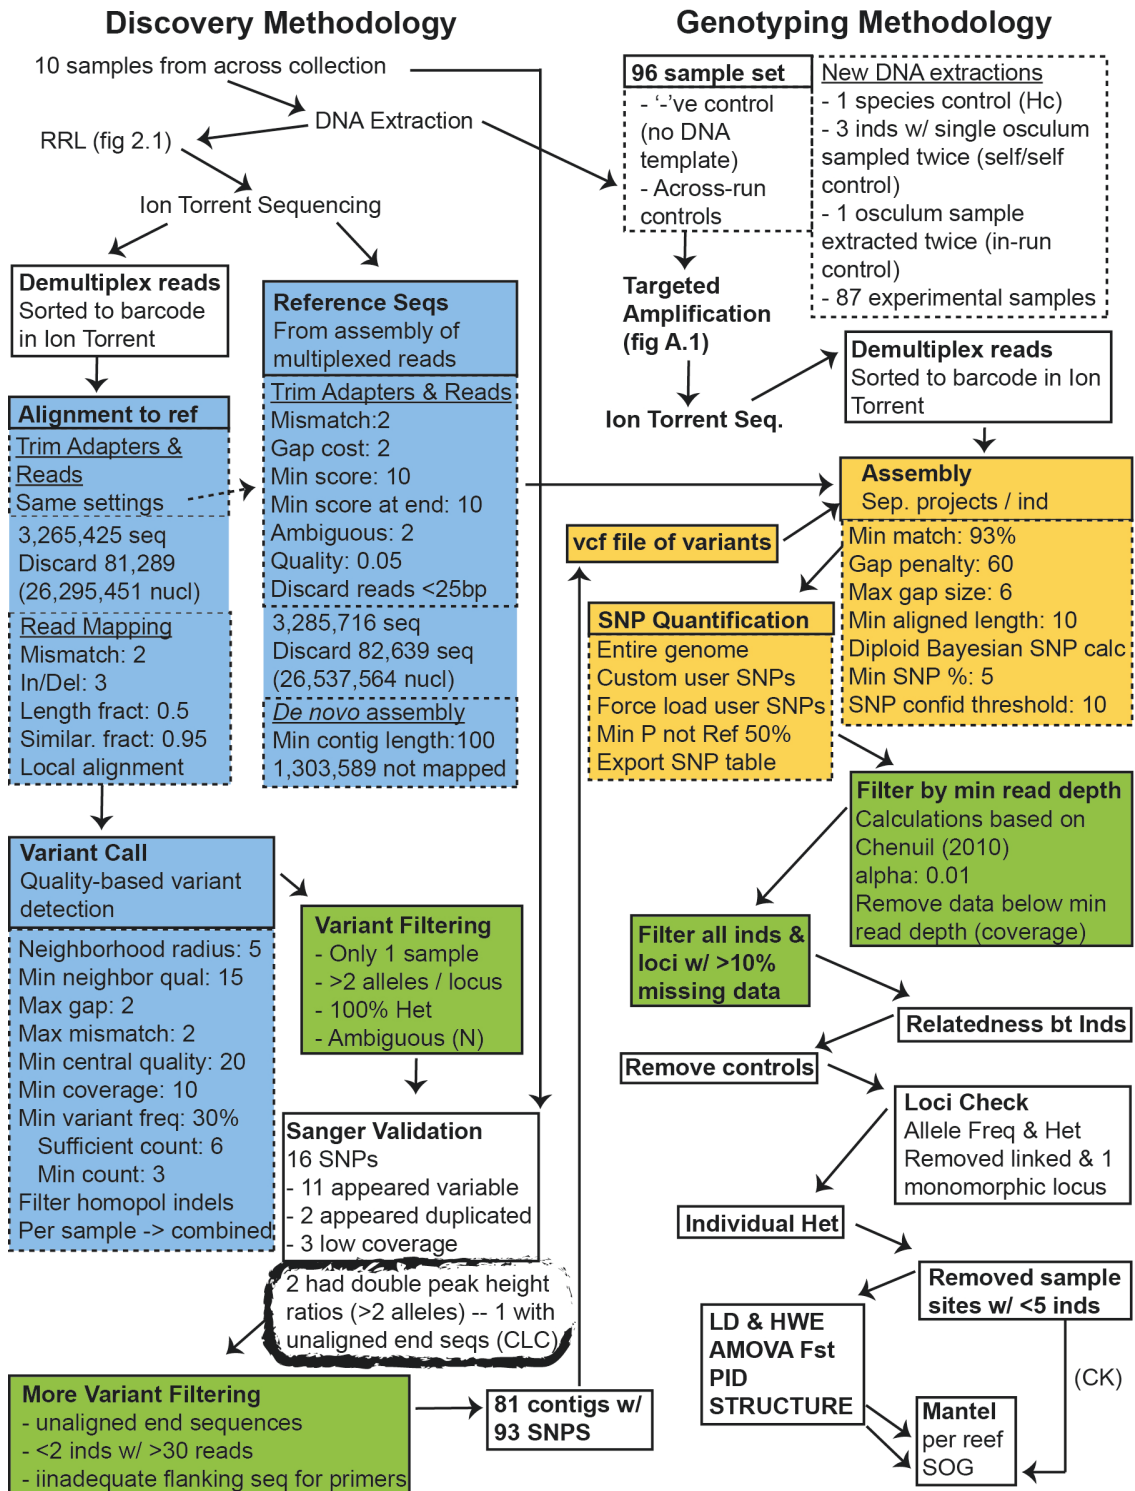 Discovery Methodology
10 samples from across collection
DNA Extraction
RRL (fig 2.1)
Ion Torrent Sequencing
Demultiplex reads
Sorted to barcode
in Ion Torrent
Reference Seqs
From assembly of
multiplexed reads
Trim Adapters & Reads
Mismatch:2
Gap cost: 2
Min score: 10
Min score at end: 10
Ambiguous: 2
Quality: 0.05
Discard reads <25bp
3,285,716 seq
Discard 82,639 seq
(26,537,564 nucl)
De novo assembly
Min contig length:100
1,303,589 not mapped
Alignment to ref
Trim Adapters &
Reads
Same settings
3,265,425 seq
Discard 81,289
(26,295,451 nucl)
Read Mapping
Mismatch: 2
In/Del: 3
Length fract: 0.5
Similar. fract: 0.95
Local alignment
Variant Call
Quality-based variant
detection
Neighborhood radius: 5
Min neighbor qual: 15
Max gap: 2
Max mismatch: 2
Min central quality: 20
Min coverage: 10
Min variant freq: 30%
Sufficient count: 6
Min count: 3
Filter homopol indels
Per sample -> combined
Variant Filtering
- Only 1 sample
- >2 alleles / locus
- 100% Het
- Ambiguous (N)
Sanger Validation
16 SNPs
- 11 appeared variable
- 2 appeared duplicated
- 3 low coverage
2 had double peak height
ratios (>2 alleles) -- 1 with
unaligned end seqs (CLC)
More Variant Filtering
- unaligned end sequences
- <2 inds w/ >30 reads
- iinadequate flanking seq for primers
81 contigs w/
93 SNPS
Genotyping Methodology
96 sample set
- ‘-’ve control
(no DNA
template)
- Across-run
controls
New DNA extractions
- 1 species control (Hc)
- 3 inds w/ single osculum
sampled twice (self/self
control)
- 1 osculum sample
extracted twice (in-run
control)
- 87 experimental samples
Targeted
Amplification
(fig A.1)
Ion Torrent Seq.
Demultiplex reads
Sorted to barcode in Ion
Torrent
Assembly
Sep. projects / ind
Min match: 93%
Gap penalty: 60
Max gap size: 6
Min aligned length: 10
Diploid Bayesian SNP calc
Min SNP %: 5
SNP confid threshold: 10
vcf file of variants
SNP Quantification
Entire genome
Custom user SNPs
Force load user SNPs
Min P not Ref 50%
Export SNP table
Filter by min read depth
Calculations based on
Chenuil (2010)
alpha: 0.01
Remove data below min
read depth (coverage)
Filter all inds &
loci w/ >10%
missing data
Relatedness bt Inds
Remove controls
Loci Check
Allele Freq & Het
Removed linked & 1
monomorphic locus
Individual Het
Removed sample
sites w/ <5 inds
LD & HWE
AMOVA Fst
PID
STRUCTURE
(CK)
Mantel
per reef
SOG